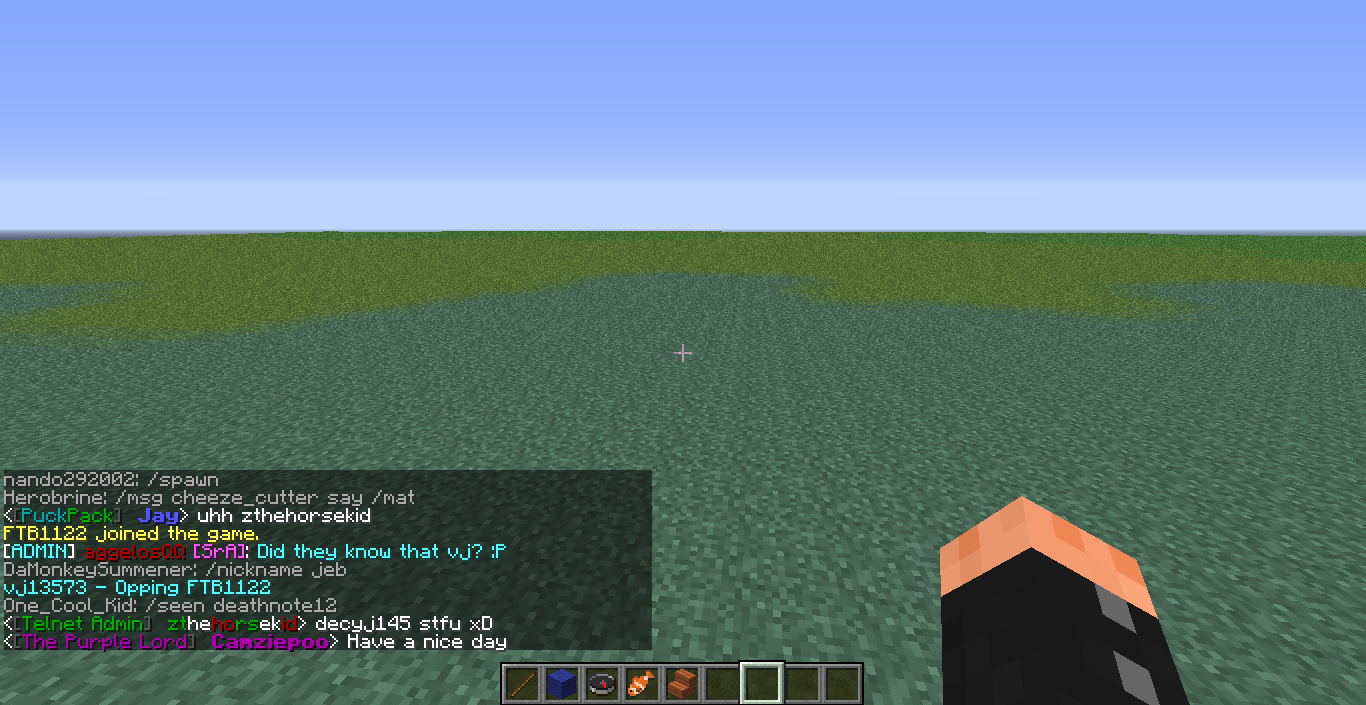 nando292002: /spawn
Herobrine: /msg cheeze_cutter say /mat
<[PuckPack] Jay> uhh zthehorsekid
FTB1122 joined the game.
[ADMIN] aggelosQQ [SrA]: Did they know that vj? :P
DaMonkeySummener: /nickname jeb
vj13573 - Opping FTB1122
One_Cool_Kid: /seen deathnote12
<[Telnet Admin] zthehorsekid> decyj145 stfu xD
<[The Purple Lord] Camziepoo> Have a nice day